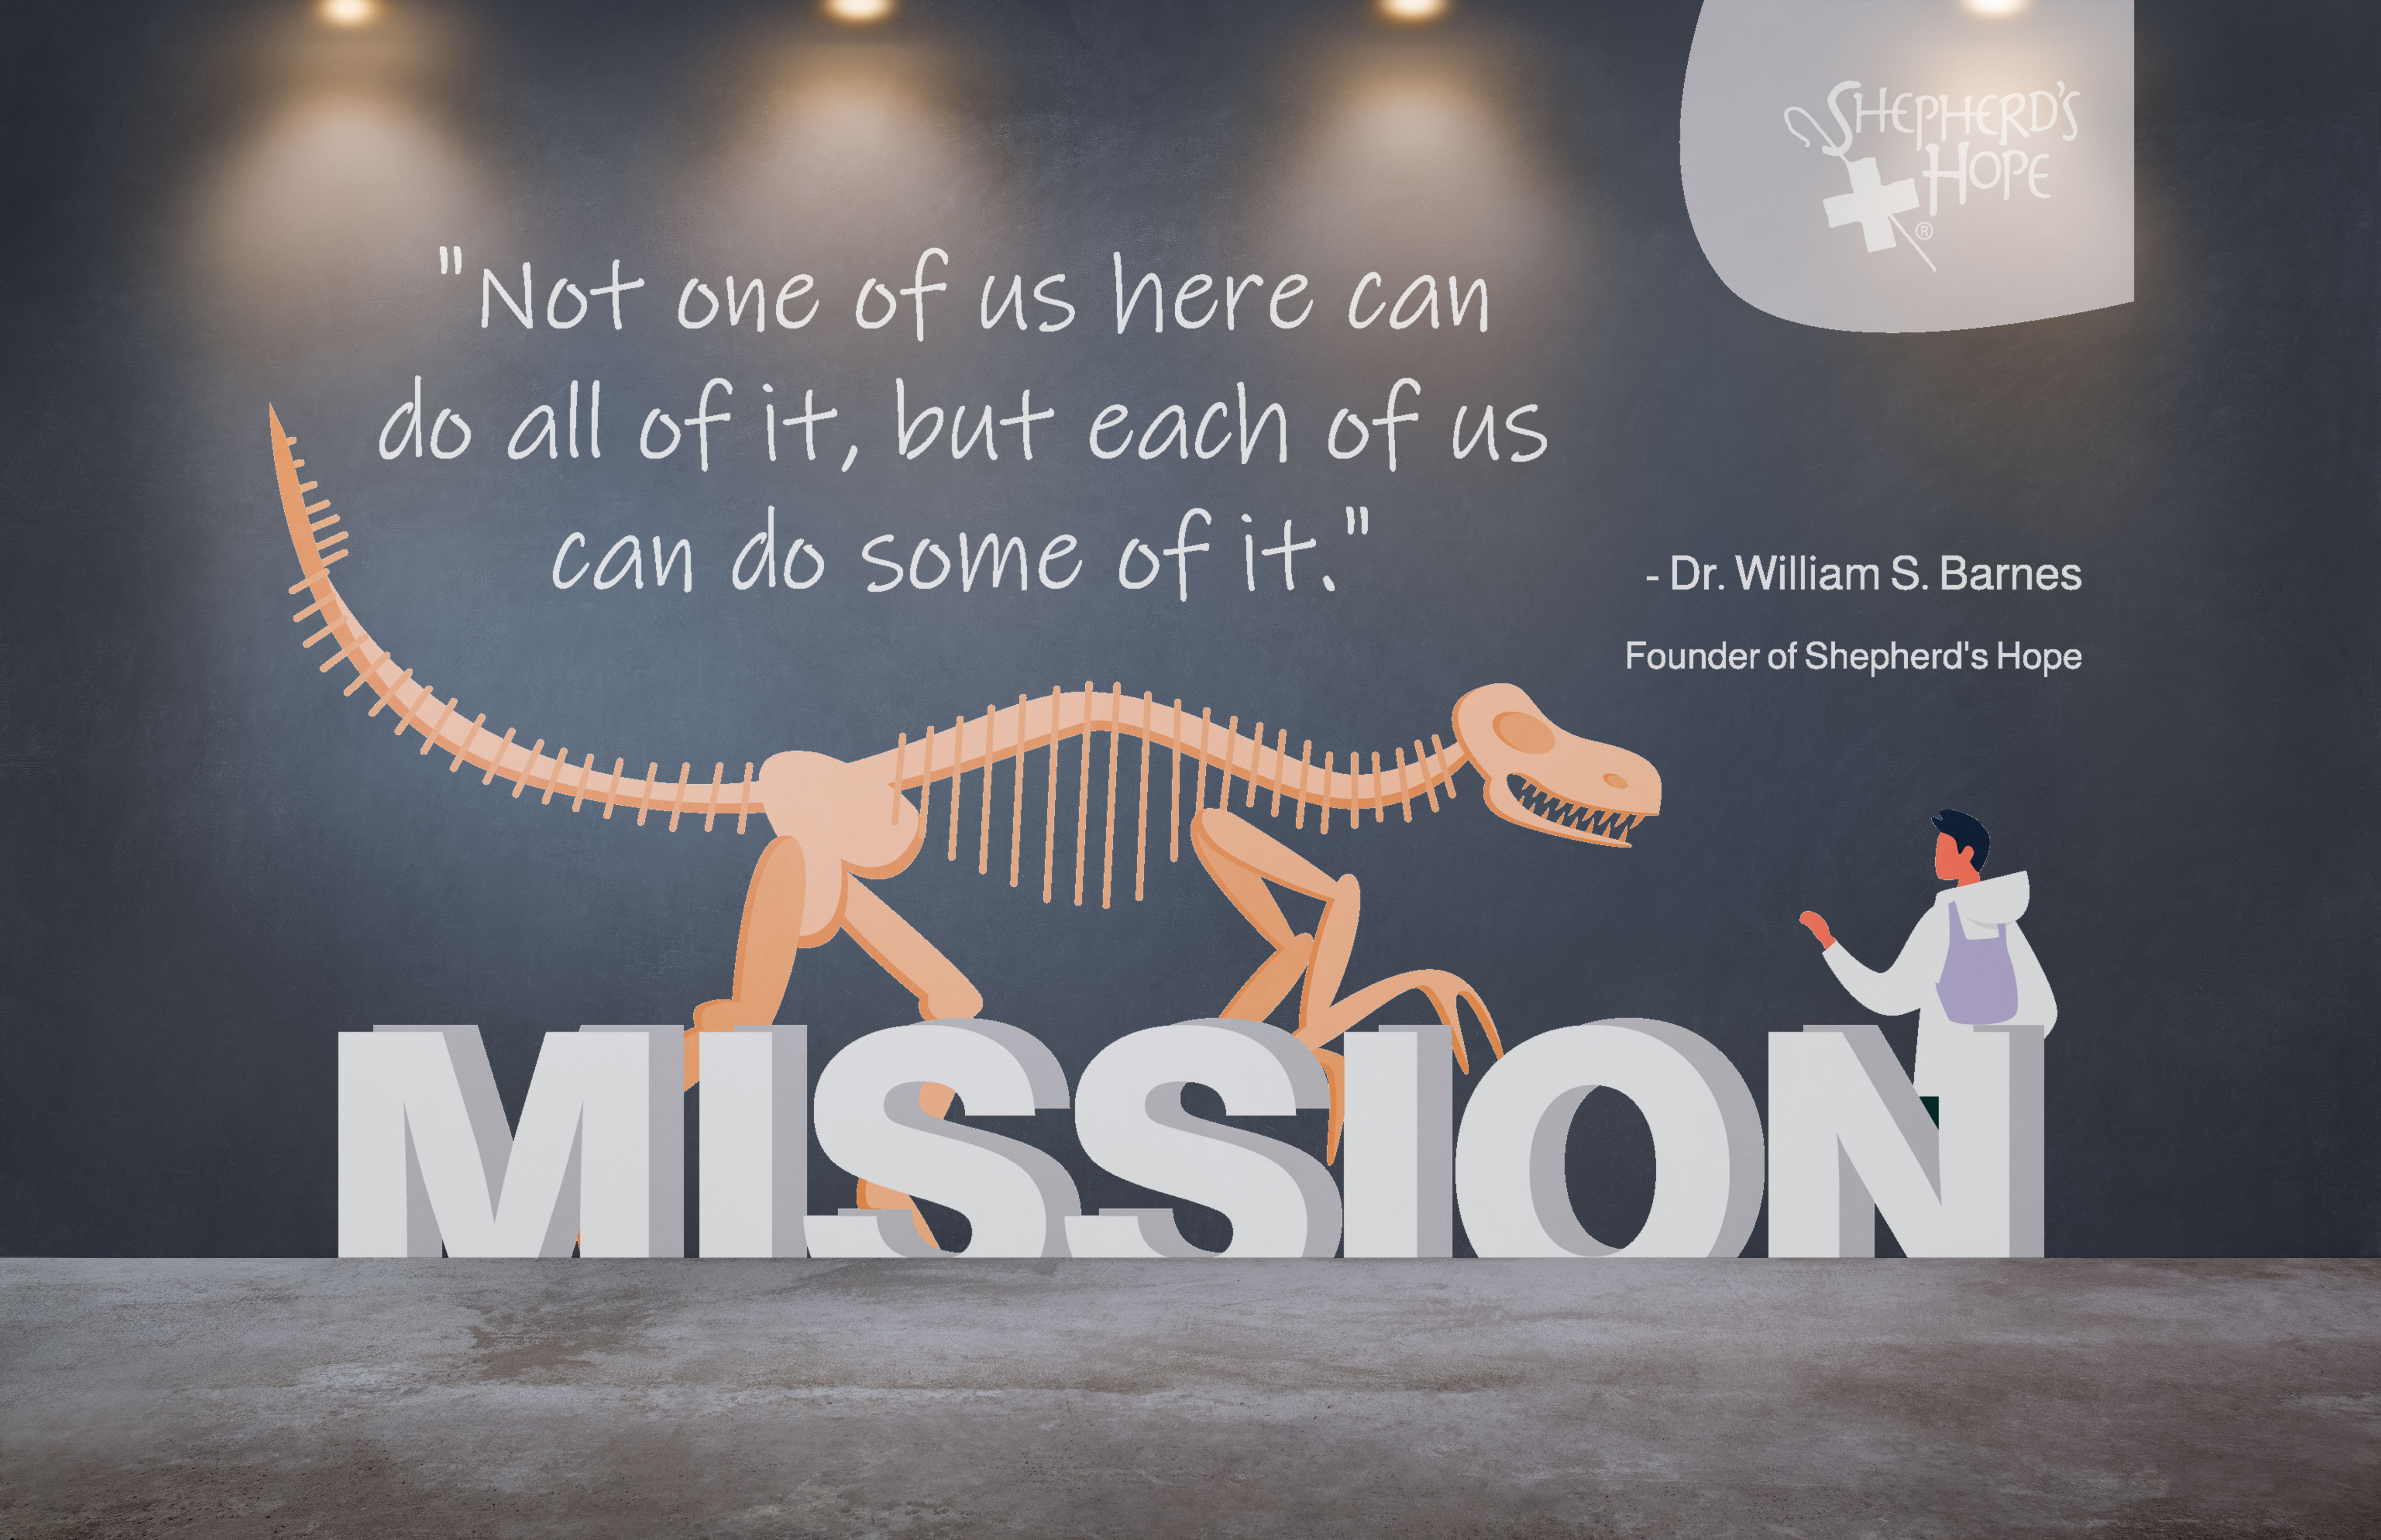 SHEPHERD'S
HOPE
®
"Not one of us here can
do all of it, but each of us
can do some of it."
- Dr. William S. Barnes
Founder of Shepherd's Hope
MISSION